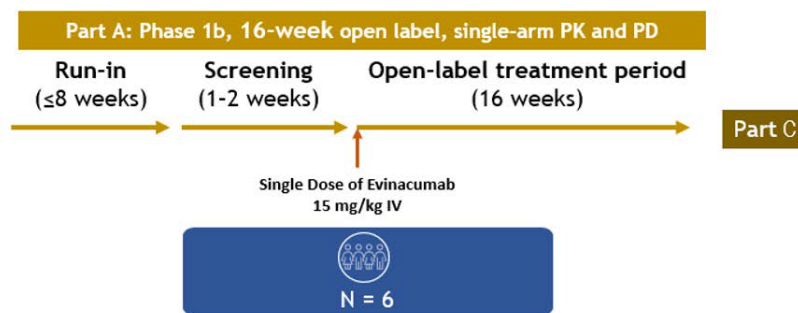 Part A: Phase 1b, 16-week open label, single-arm PK and PD
Run-in
(≤8 weeks)
Screening
(1-2 weeks)
Open-label treatment period
(16 weeks)
Part C
Single Dose of Evinacumab
15 mg/kg IV
N = 6